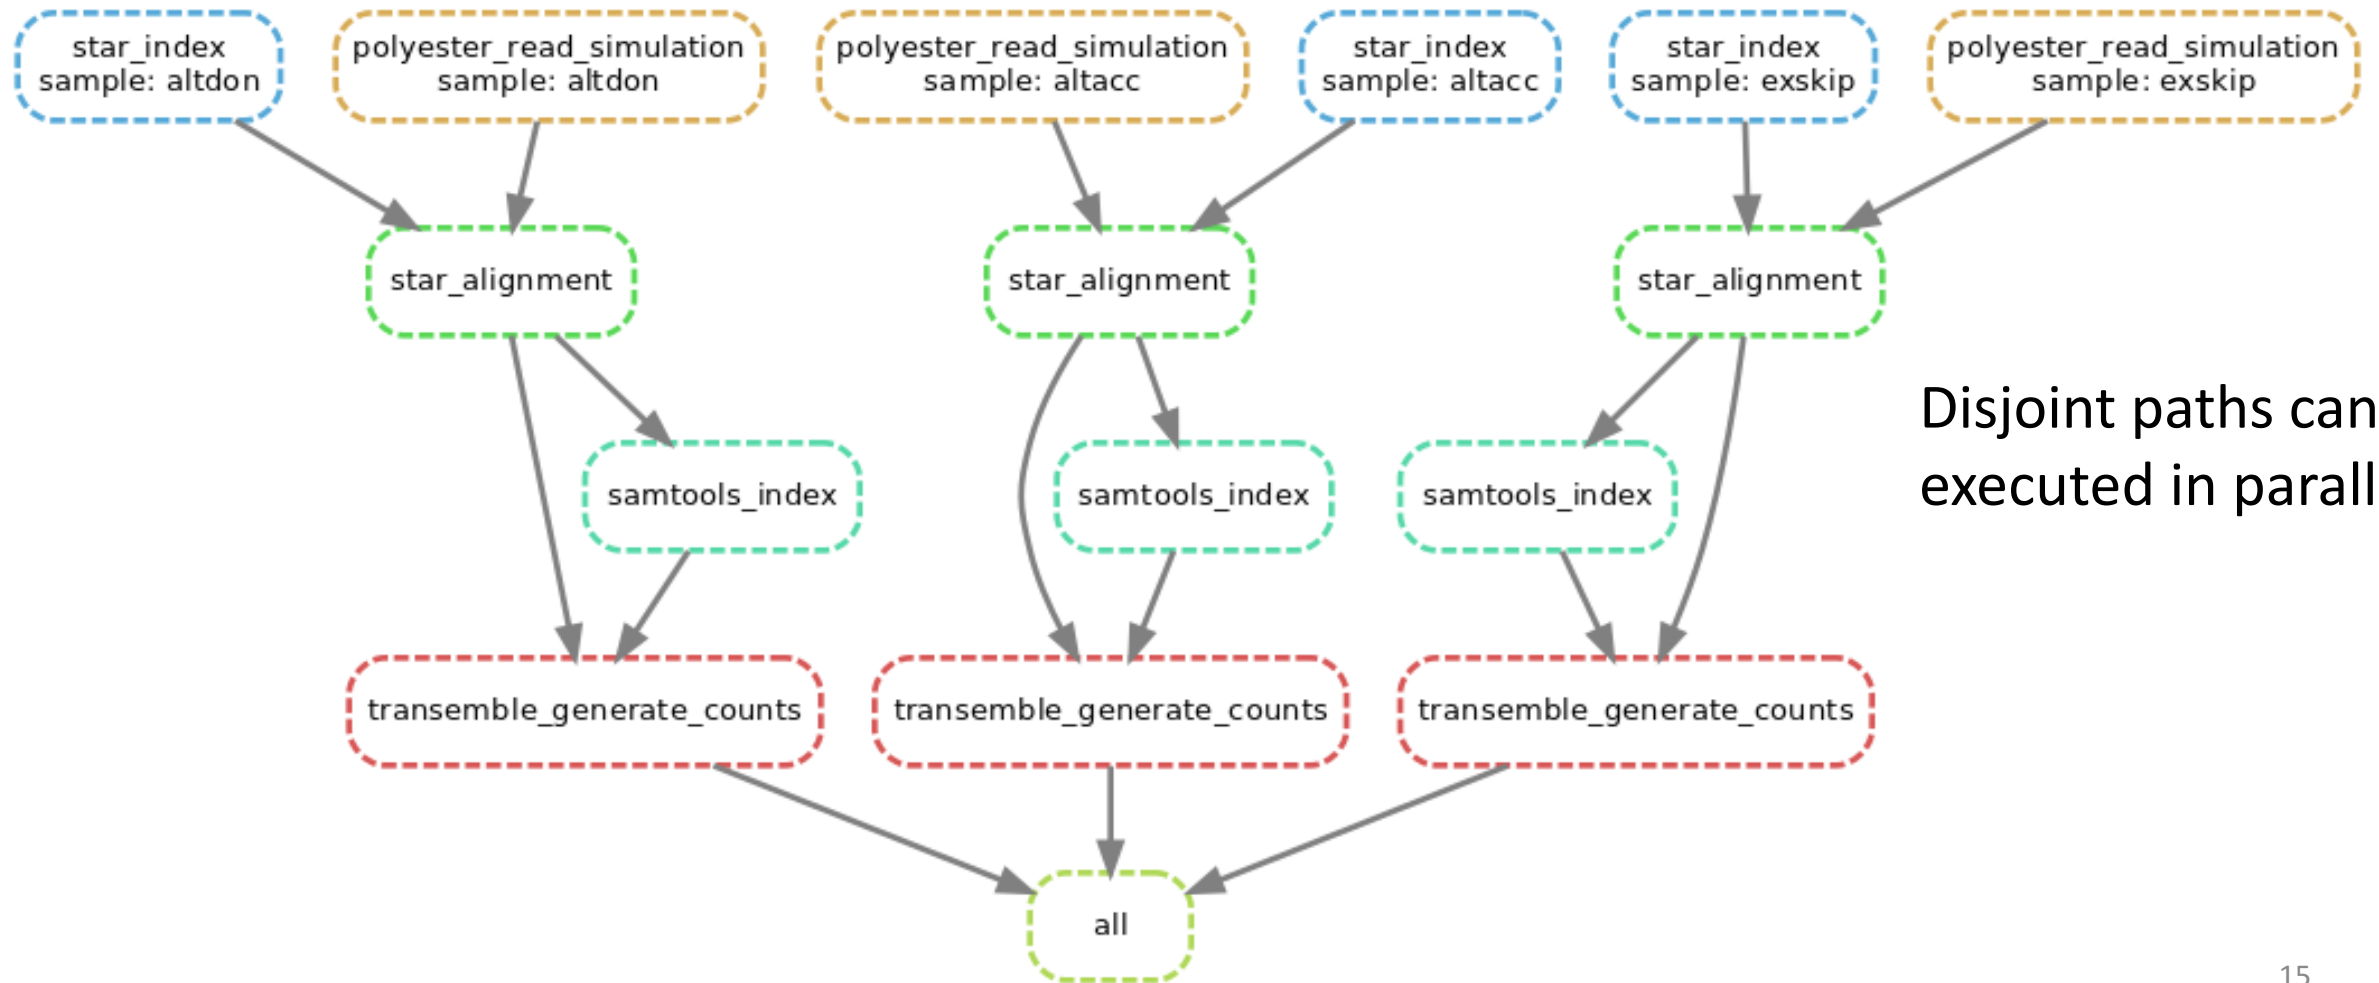 star_index
sample: altdon
polyester_read_simulation
sample: altdon
polyester_read_simulation
sample: altacc
star_index
sample: altacc
star_index
sample: exskip
polyester_read_simulation
sample: exskip
star_alignment
star_alignment
star_alignment
Disjoint paths can
executed in parall
samtools_index
samtools_index
samtools_index
transemble_generate_counts
transemble_generate_counts
transemble_generate_counts
all
15